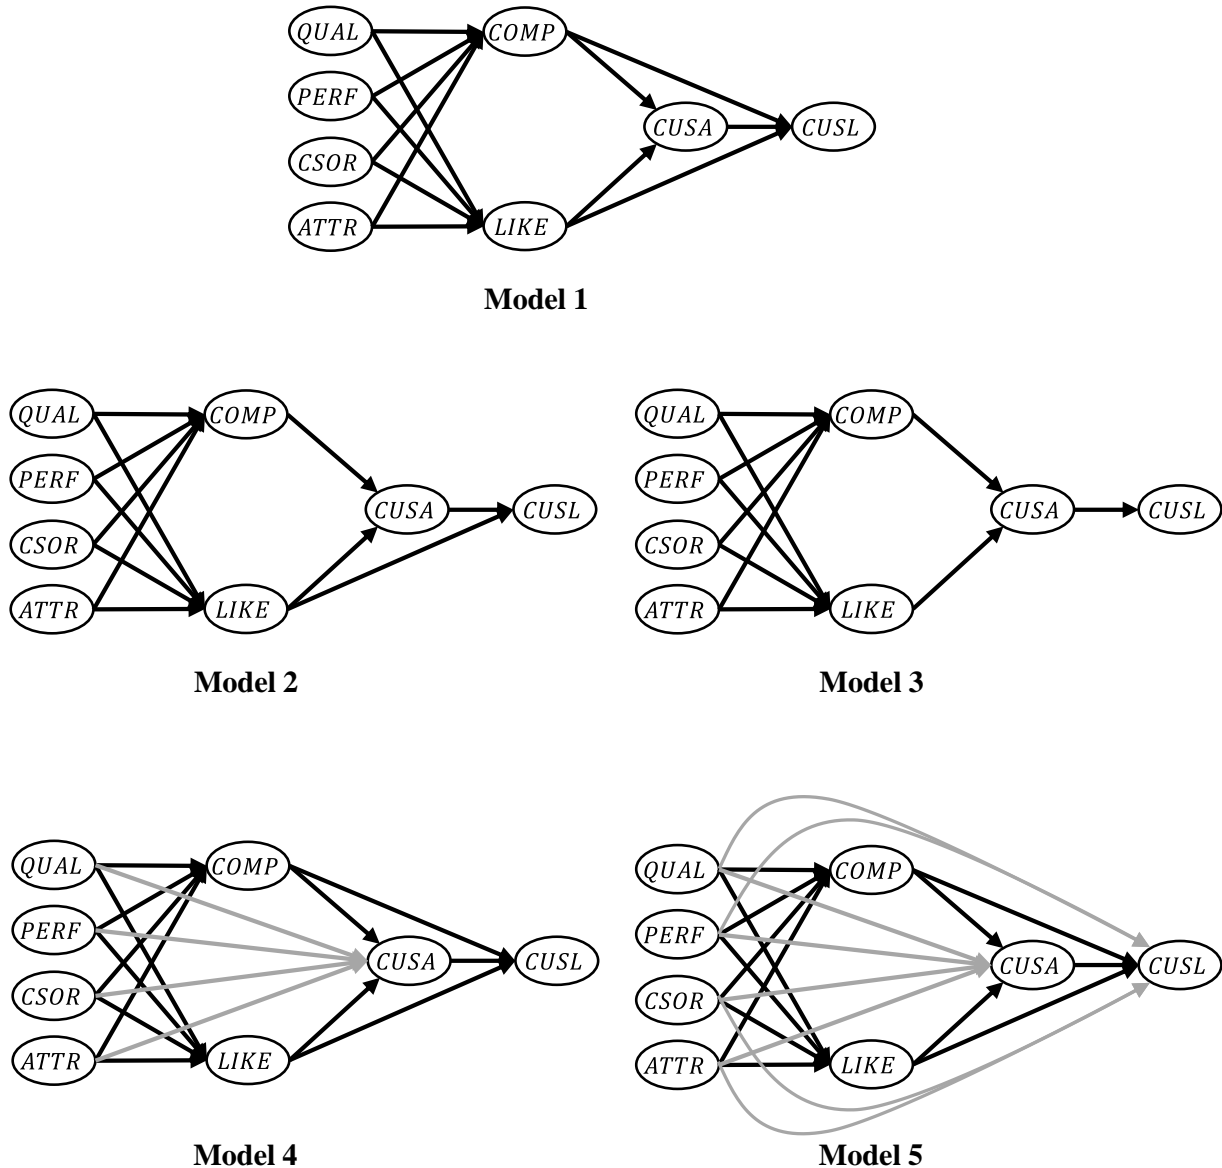 QUAL COMP
PERF
CUSA CUSL
CSOR
ATTR LIKE
Model 1
QUAL COMP
PERF
CUSA CUSL
CSOR
ATTR LIKE
Model 2
QUAL COMP
PERF
CUSA CUSL
CSOR
ATTR LIKE
Model 3
QUAL COMP
PERF
CUSA CUSL
CSOR
ATTR LIKE
Model 4
QUAL COMP
PERF
CUSA CUSL
CSOR
ATTR LIKE
Model 5